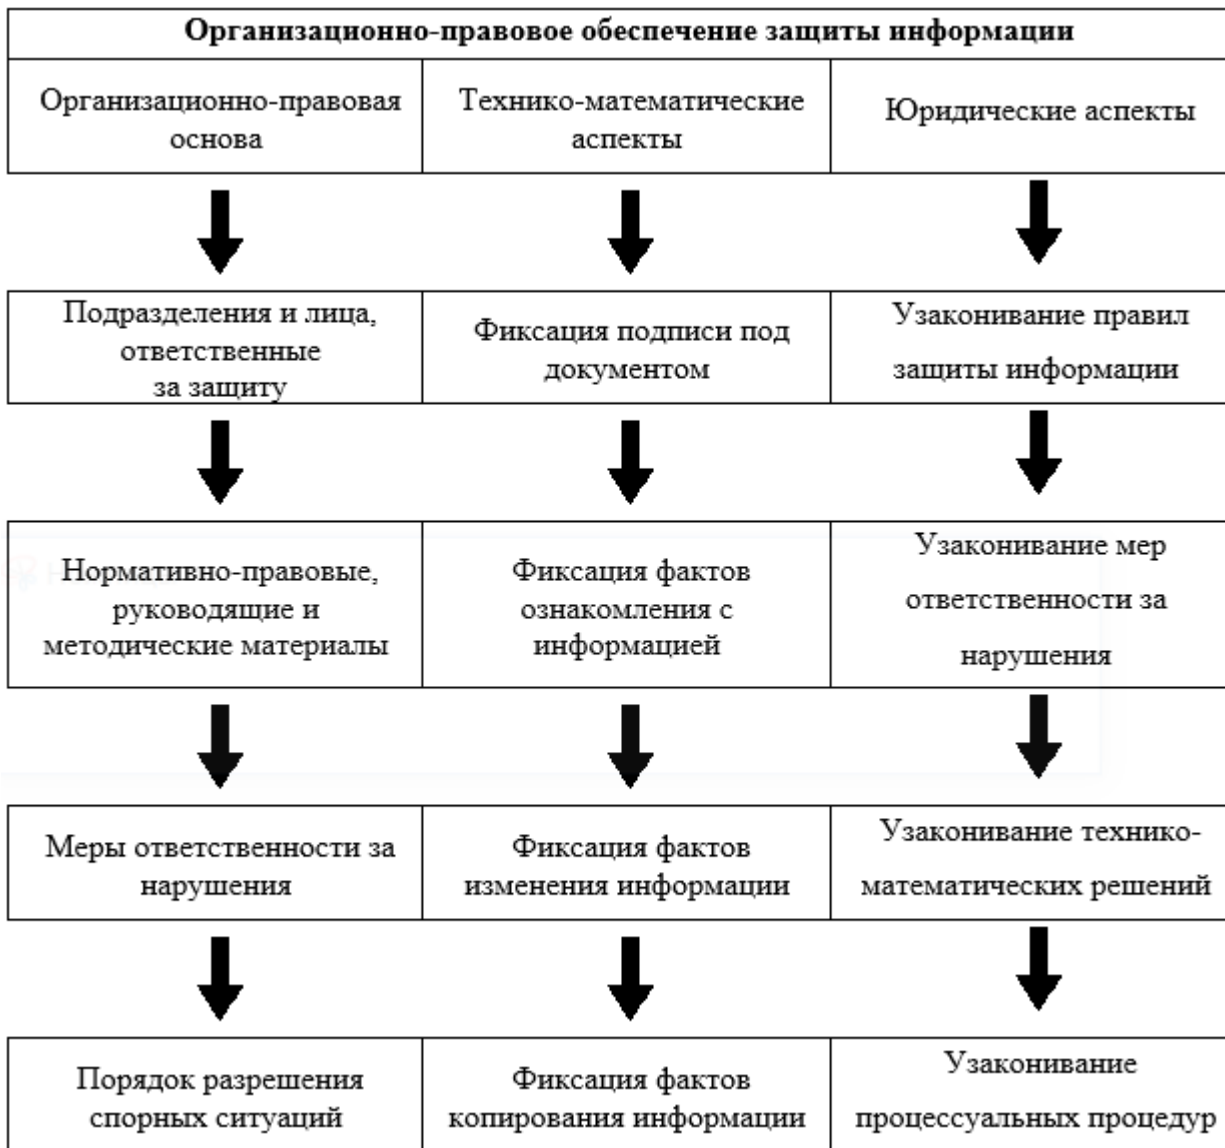 Организационно-правовое обеспечение защиты информации
Организационно-правовая
основа
Технико-математические
аспекты
Юридические аспекты
Подразделения и лица,
ответственные
за защиту
Фиксация подписи под
документом
Узаконивание правил
защиты информации
Нормативно-правовые,
руководящие и
методические материалы
Фиксация фактов
ознакомления с
информацией
Узаконивание мер
ответственности за
нарушения
Меры ответственности за
нарушения
Фиксация фактов
изменения информации
Узаконивание технико-
математических решений
Порядок разрешения
спорных ситуаций
Фиксация фактов
копирования информации
Узаконивание
процессуальных процедур